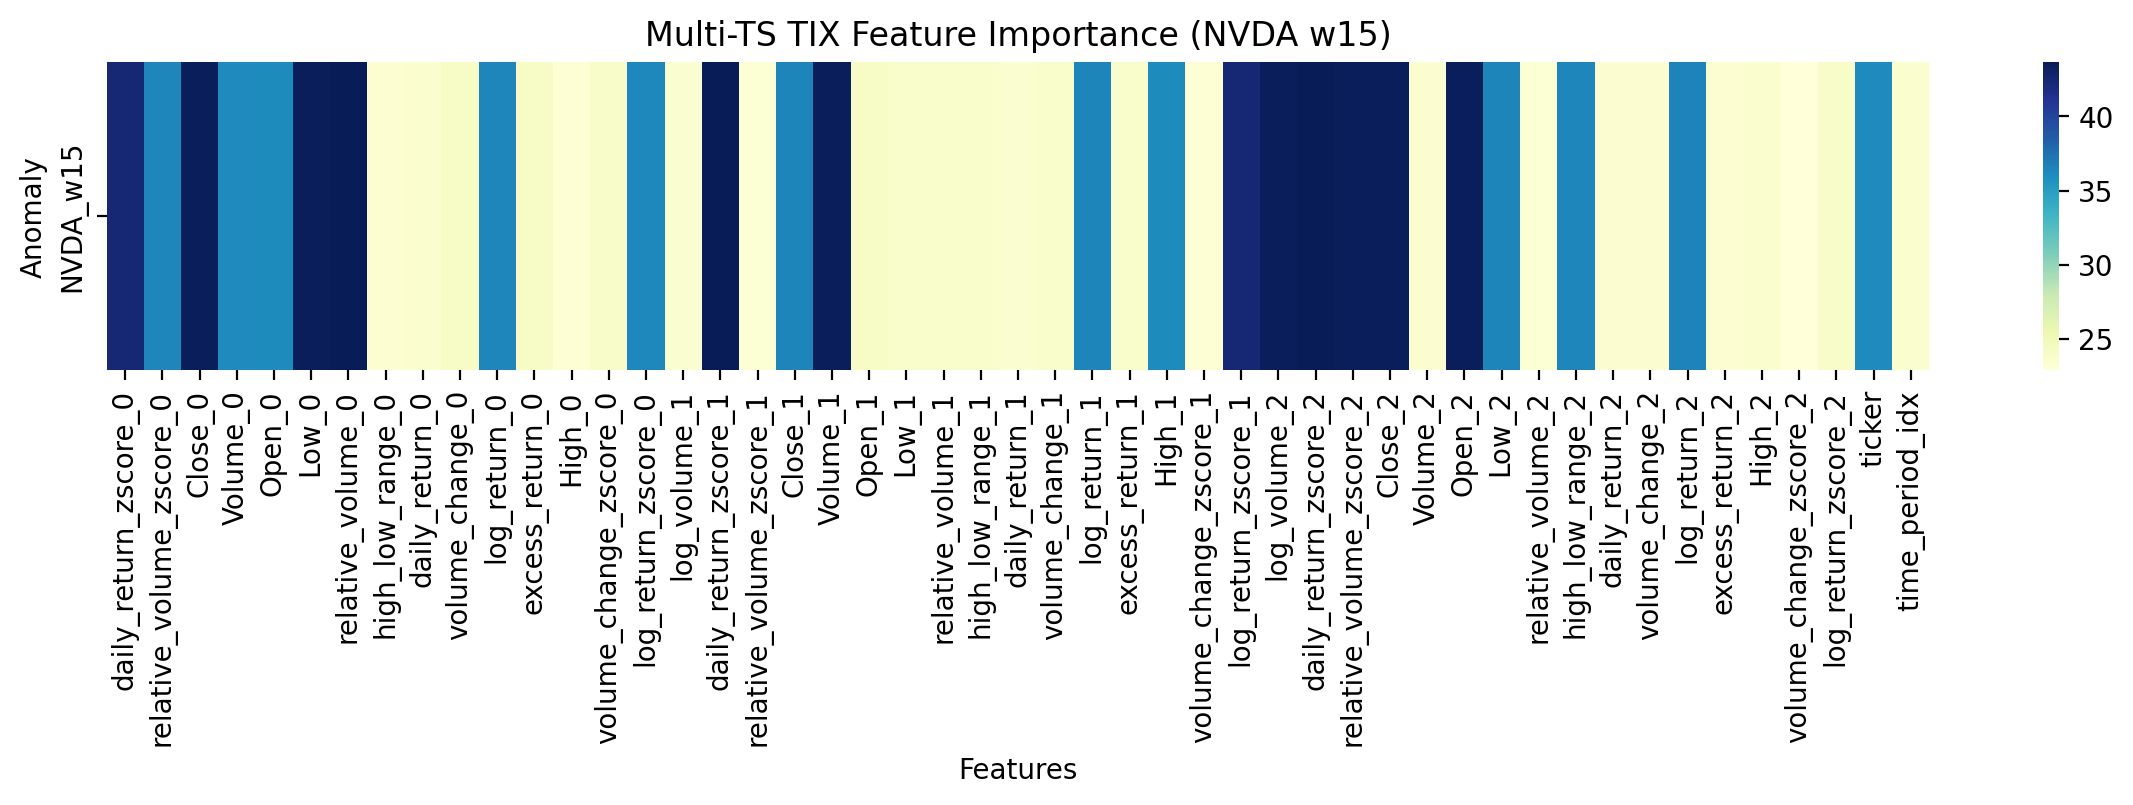 Multi-TS TIX Feature Importance (NVDA w15)
Anomaly
NVDA_w15
40
35
30
25
daily_return_zscore_0
relative_volume_zscore_0
Close_0
Volume_0
Open_0
Low_0
relative_volume_0
high_low_range_0
daily_return_0
volume_change_0
log_return_0
excess_return_0
High_0
volume_change_zscore_0
log_return_zscore_0
log_volume_1
daily_return_zscore_1
relative_volume_zscore_1
Close_1
Volume_1
Open_1
Low_1
relative_volume_1
high_low_range_1
daily_return_1
volume_change_1
log_return_1
excess_return_1
High_1
volume_change_zscore_1
log_return_zscore_1
log_volume_2
daily_return_zscore_2
relative_volume_zscore_2
Close_2
Volume_2
Open_2
Low_2
relative_volume_2
high_low_range_2
daily_return_2
volume_change_2
log_return_2
excess_return_2
High_2
volume_change_zscore_2
log_return_zscore_2
ticker
time_period_idx
Features